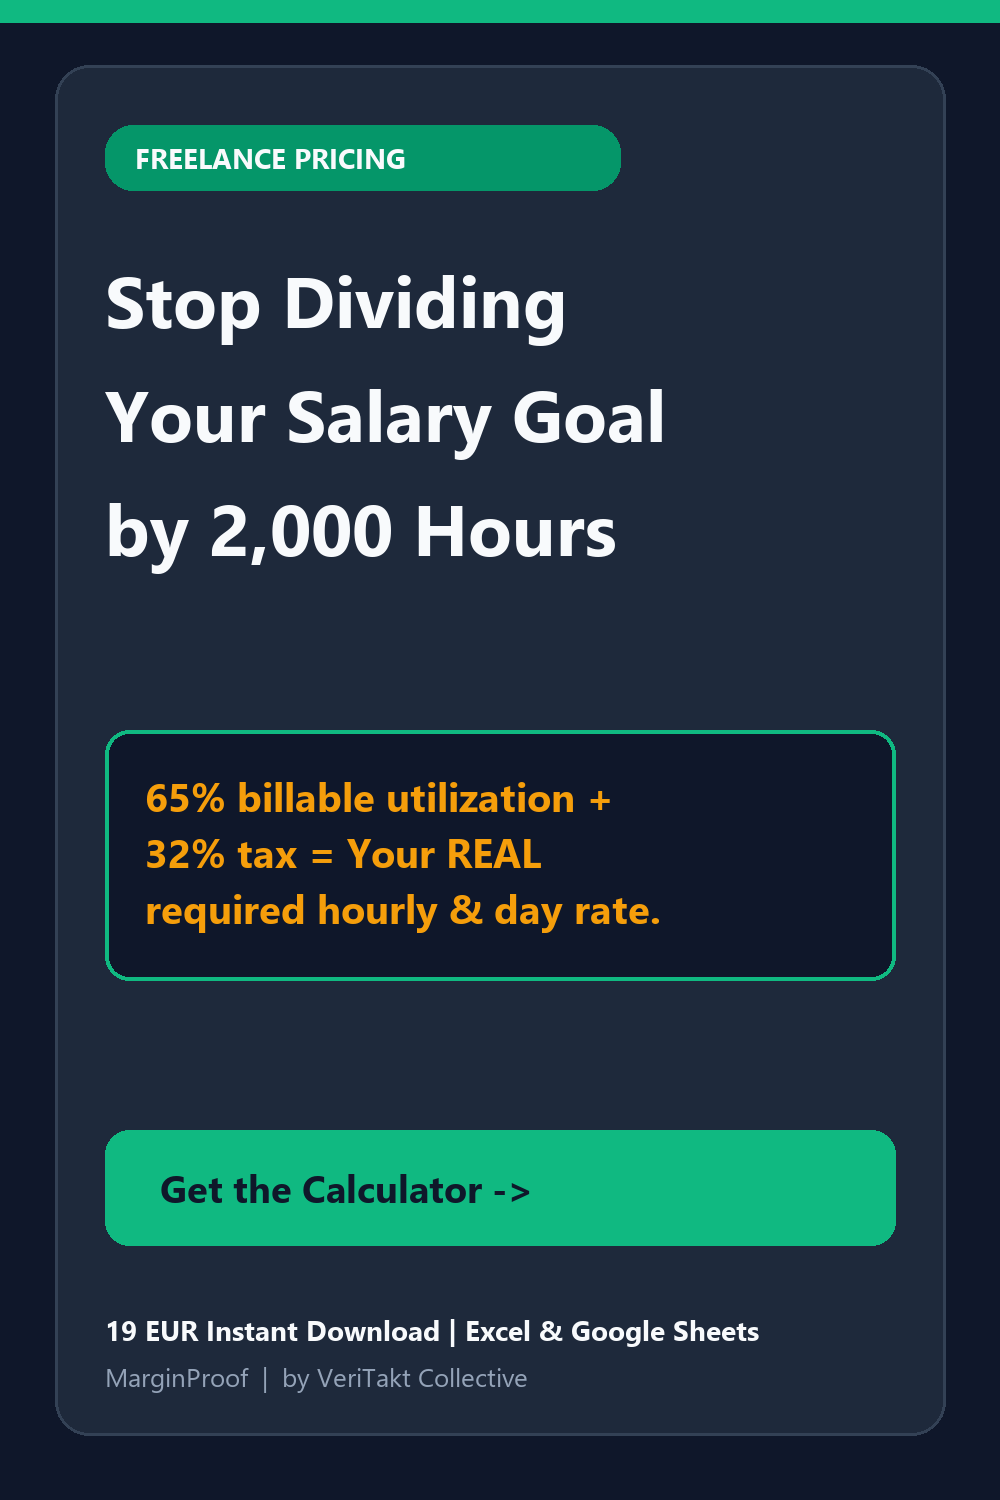 FREELANCE PRICING
Stop Dividing
Your Salary Goal
by 2,000 Hours
65% billable utilization +
32% tax = Your REAL
required hourly & day rate.
Get the Calculator ->
19 EUR Instant Download | Excel & Google Sheets
MarginProof | by VeriTakt Collective